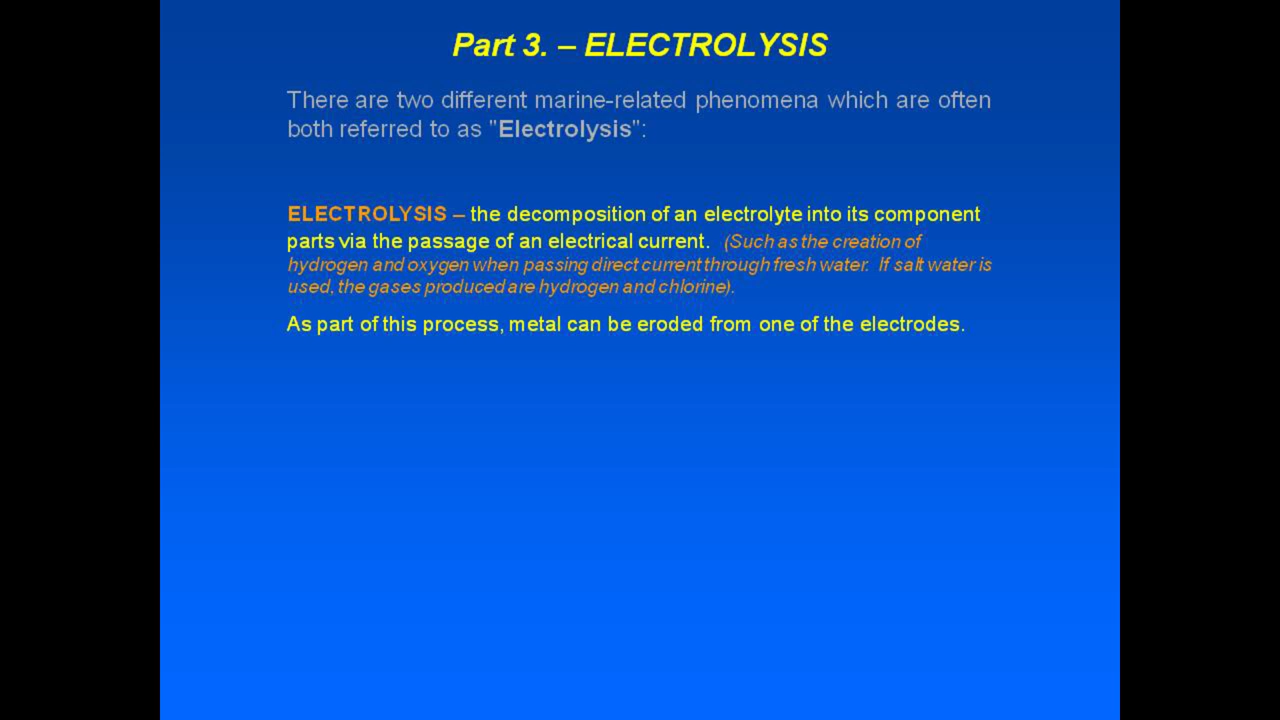 Part 3. – ELECTROLYSIS
There are two different marine-related phenomena which are often
both referred to as "Electrolysis":
ELECTROLYSIS – the decomposition of an electrolyte into its component
parts via the passage of an electrical current. (Such as the creation of
hydrogen and oxygen when passing direct current through fresh water. If salt water is
used, the gases produced are hydrogen and chlorine).
As part of this process, metal can be eroded from one of the electrodes.